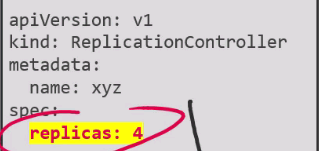 apiVersion: v1
kind: ReplicationController
metadata:
  name: xyz
spec:
  replicas: 4